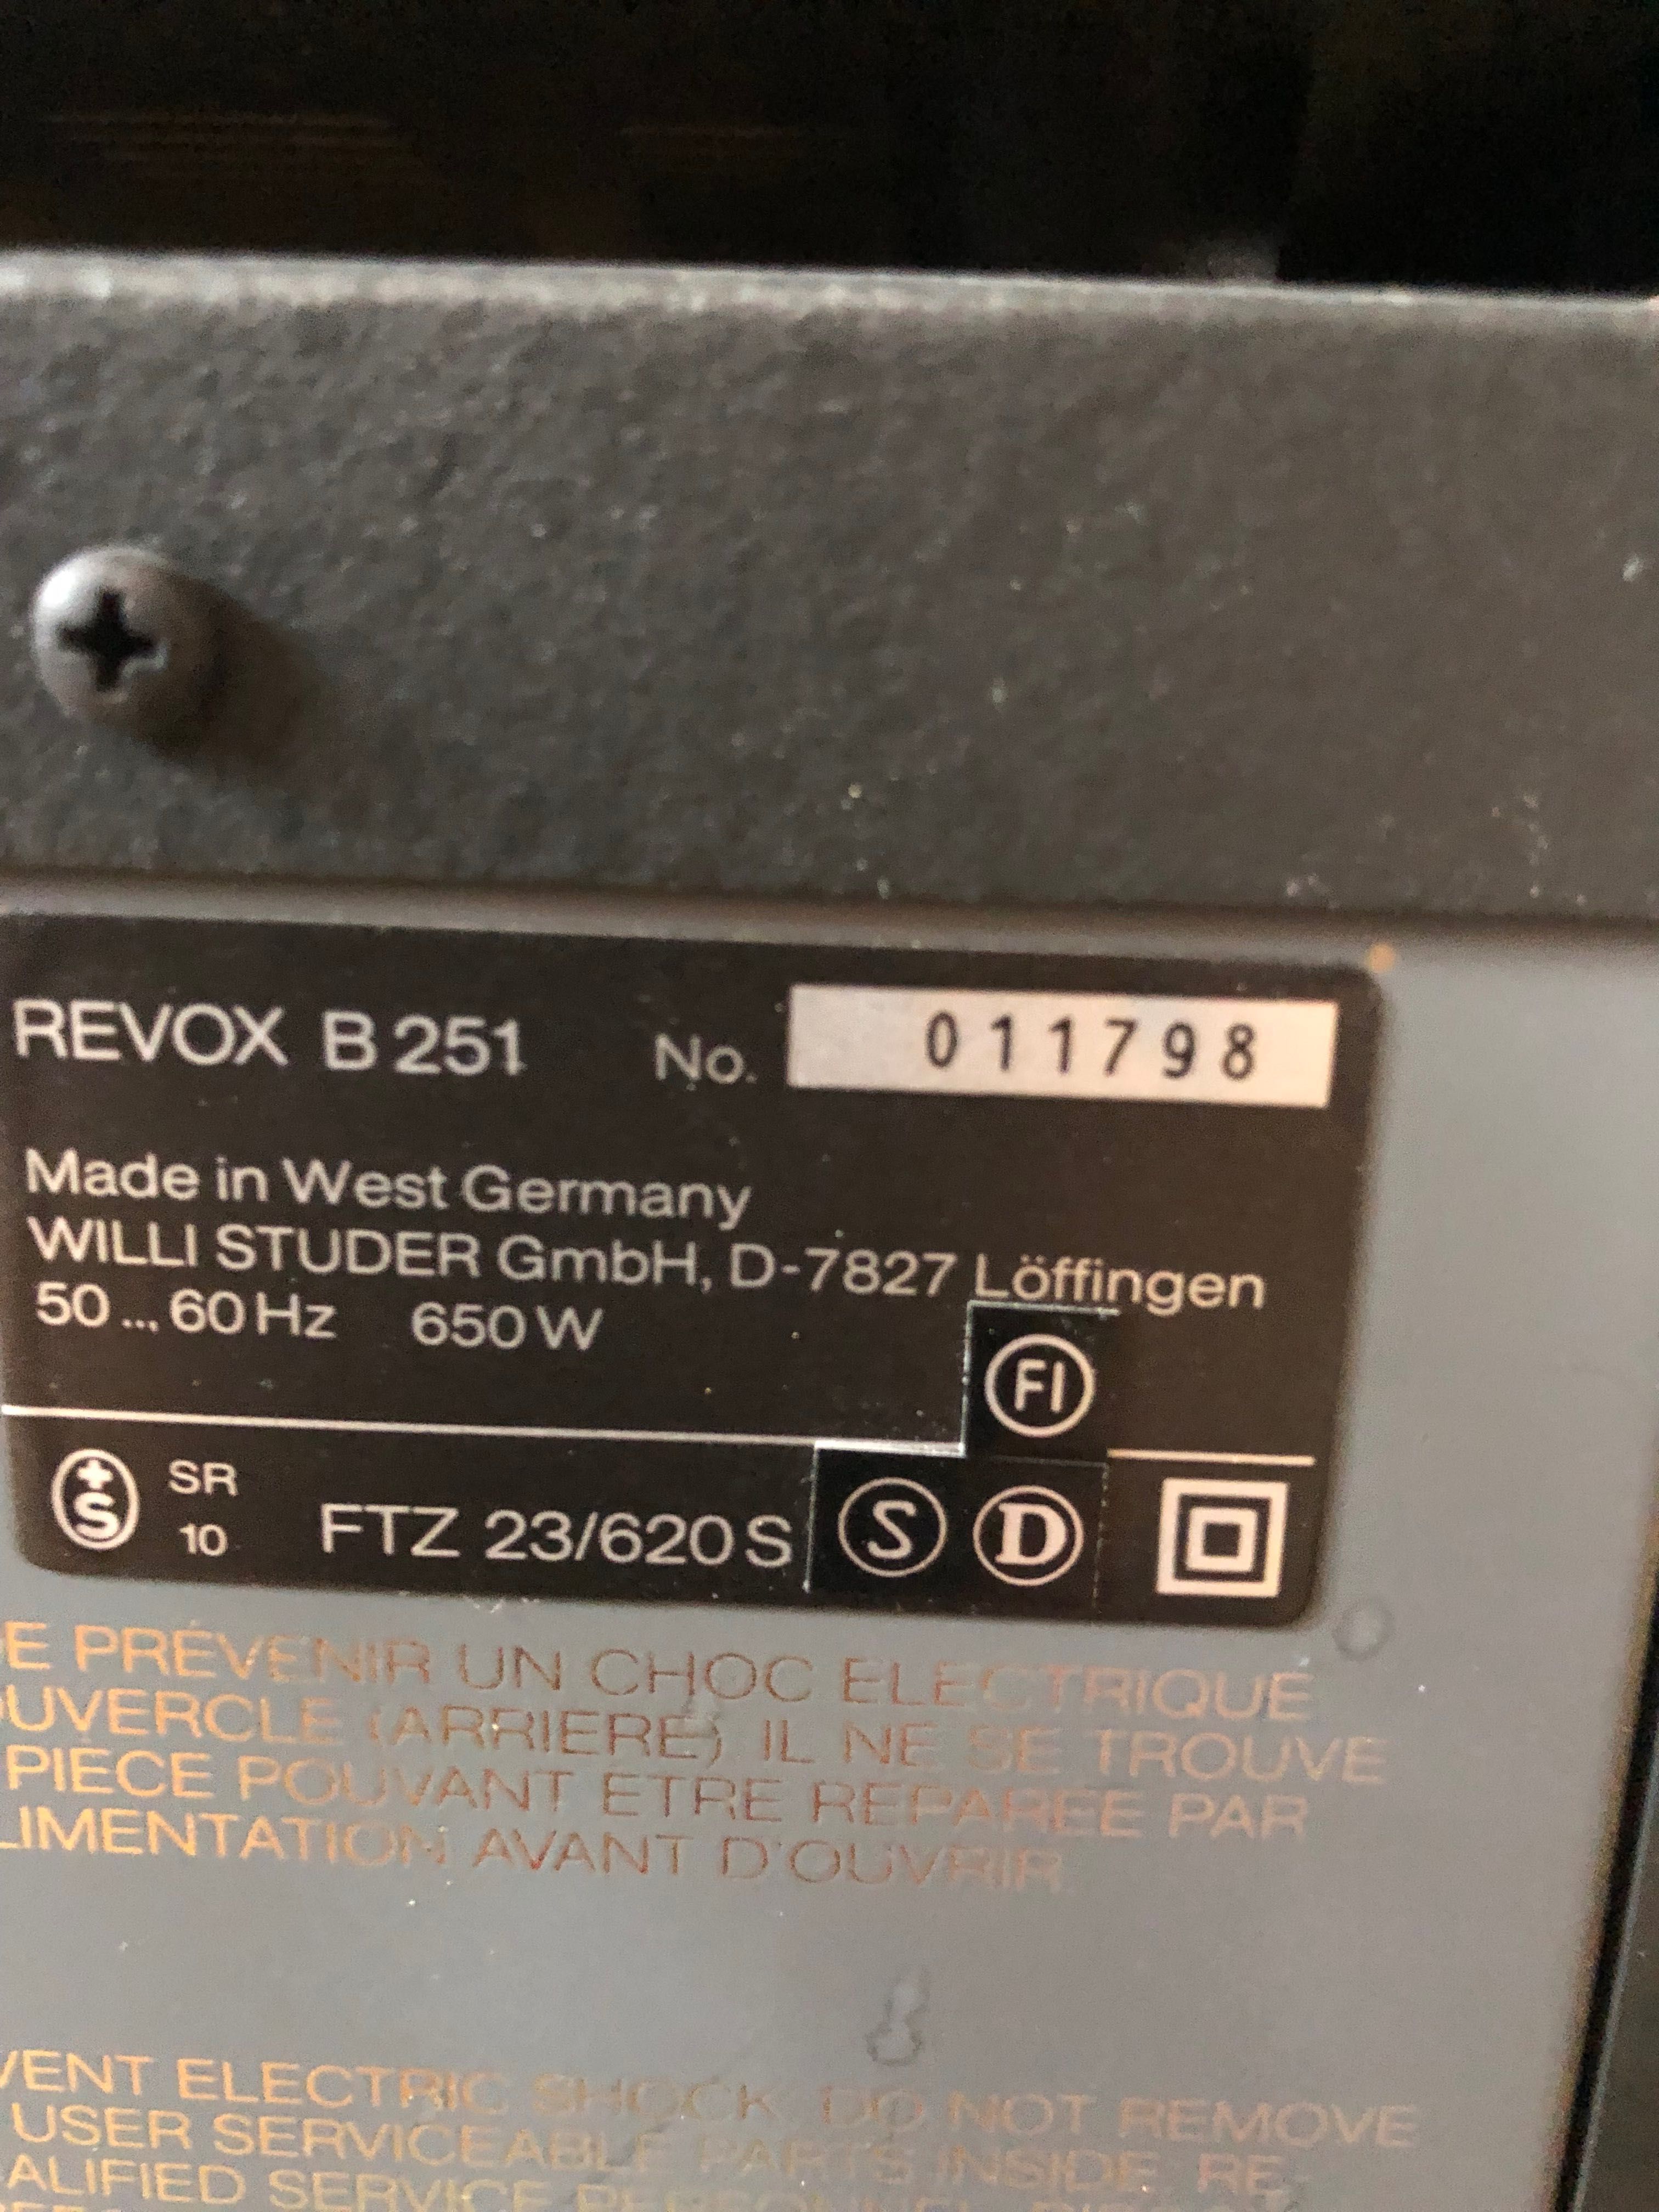 REVOX B 251 No. 011798
Made in West Germany
WILLI STUDER GmbH, D-7827 Löffingen
50...60 Hz 650 W
FI
+S SR 10 FTZ 23/620 S S D
E PRÉVENIR UN CHOC ELECTRIQUE
OUVERCLE (ARRIERE). IL NE SE TROUVE
PIECE POUVANT ETRE REPAREE PAR
LIMENTATION AVANT D'OUVRIR
VENT ELECTRIC SHOCK DO NOT REMOVE
USER SERVICEABLE PARTS INSIDE. RE-
ALIFIED SERVICE PERSONNEL